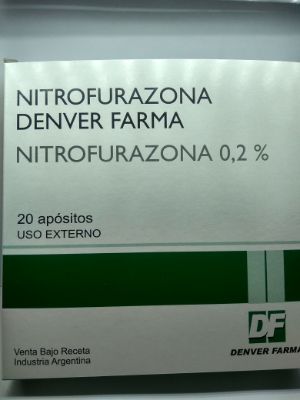 NITROFURAZONA
DENVER FARMA
NITROFURAZONA 0,2 %
20 apósitos
USO EXTERNO
DF
Venta Bajo Receta
Industria Argentina
DENVER FARMA